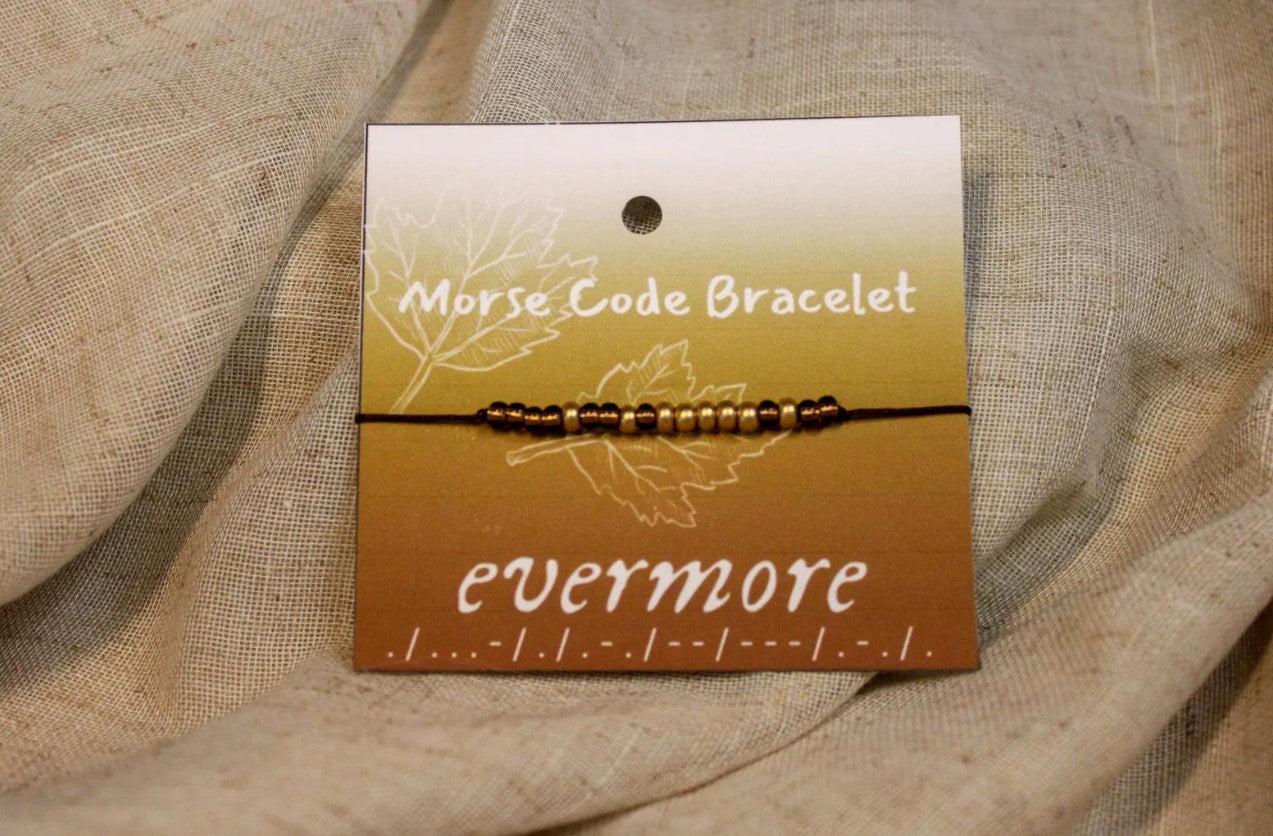 Morse Code Bracelet
evermore
./...-/./.-./--/---/.-./.